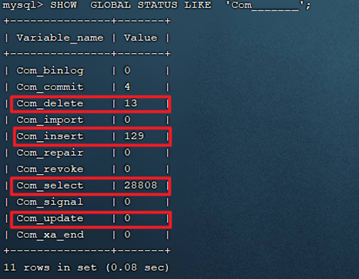 mysql> SHOW  GLOBAL STATUS LIKE  'Com_______';
+---------------+-------+
| Variable_name | Value |
+---------------+-------+
| Com_binlog    | 0     |
| Com_commit    | 4     |
| Com_delete    | 13    |
| Com_import    | 0     |
| Com_insert    | 129   |
| Com_repair    | 0     |
| Com_revoke    | 0     |
| Com_select    | 28808 |
| Com_signal    | 0     |
| Com_update    | 0     |
| Com_xa_end    | 0     |
+---------------+-------+
11 rows in set (0.08 sec)